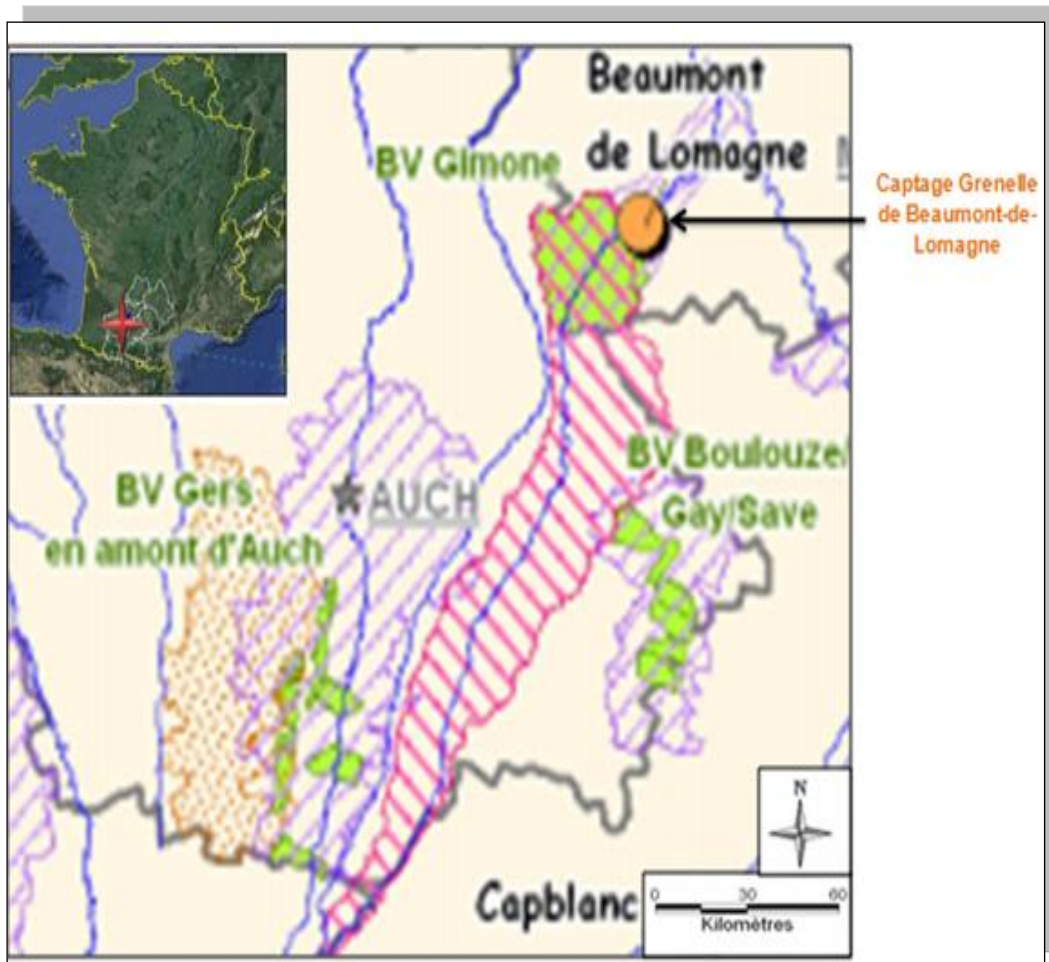 Beaumont
de Lomagne
BV Gimone
Captage Grenelle
de Beaumont-de-
Lomagne
BV Boulouze/
Gay/Save
BV Gers
en amont d'Auch
AUCH
Capblanc
N
0 30 60
Kilomètres